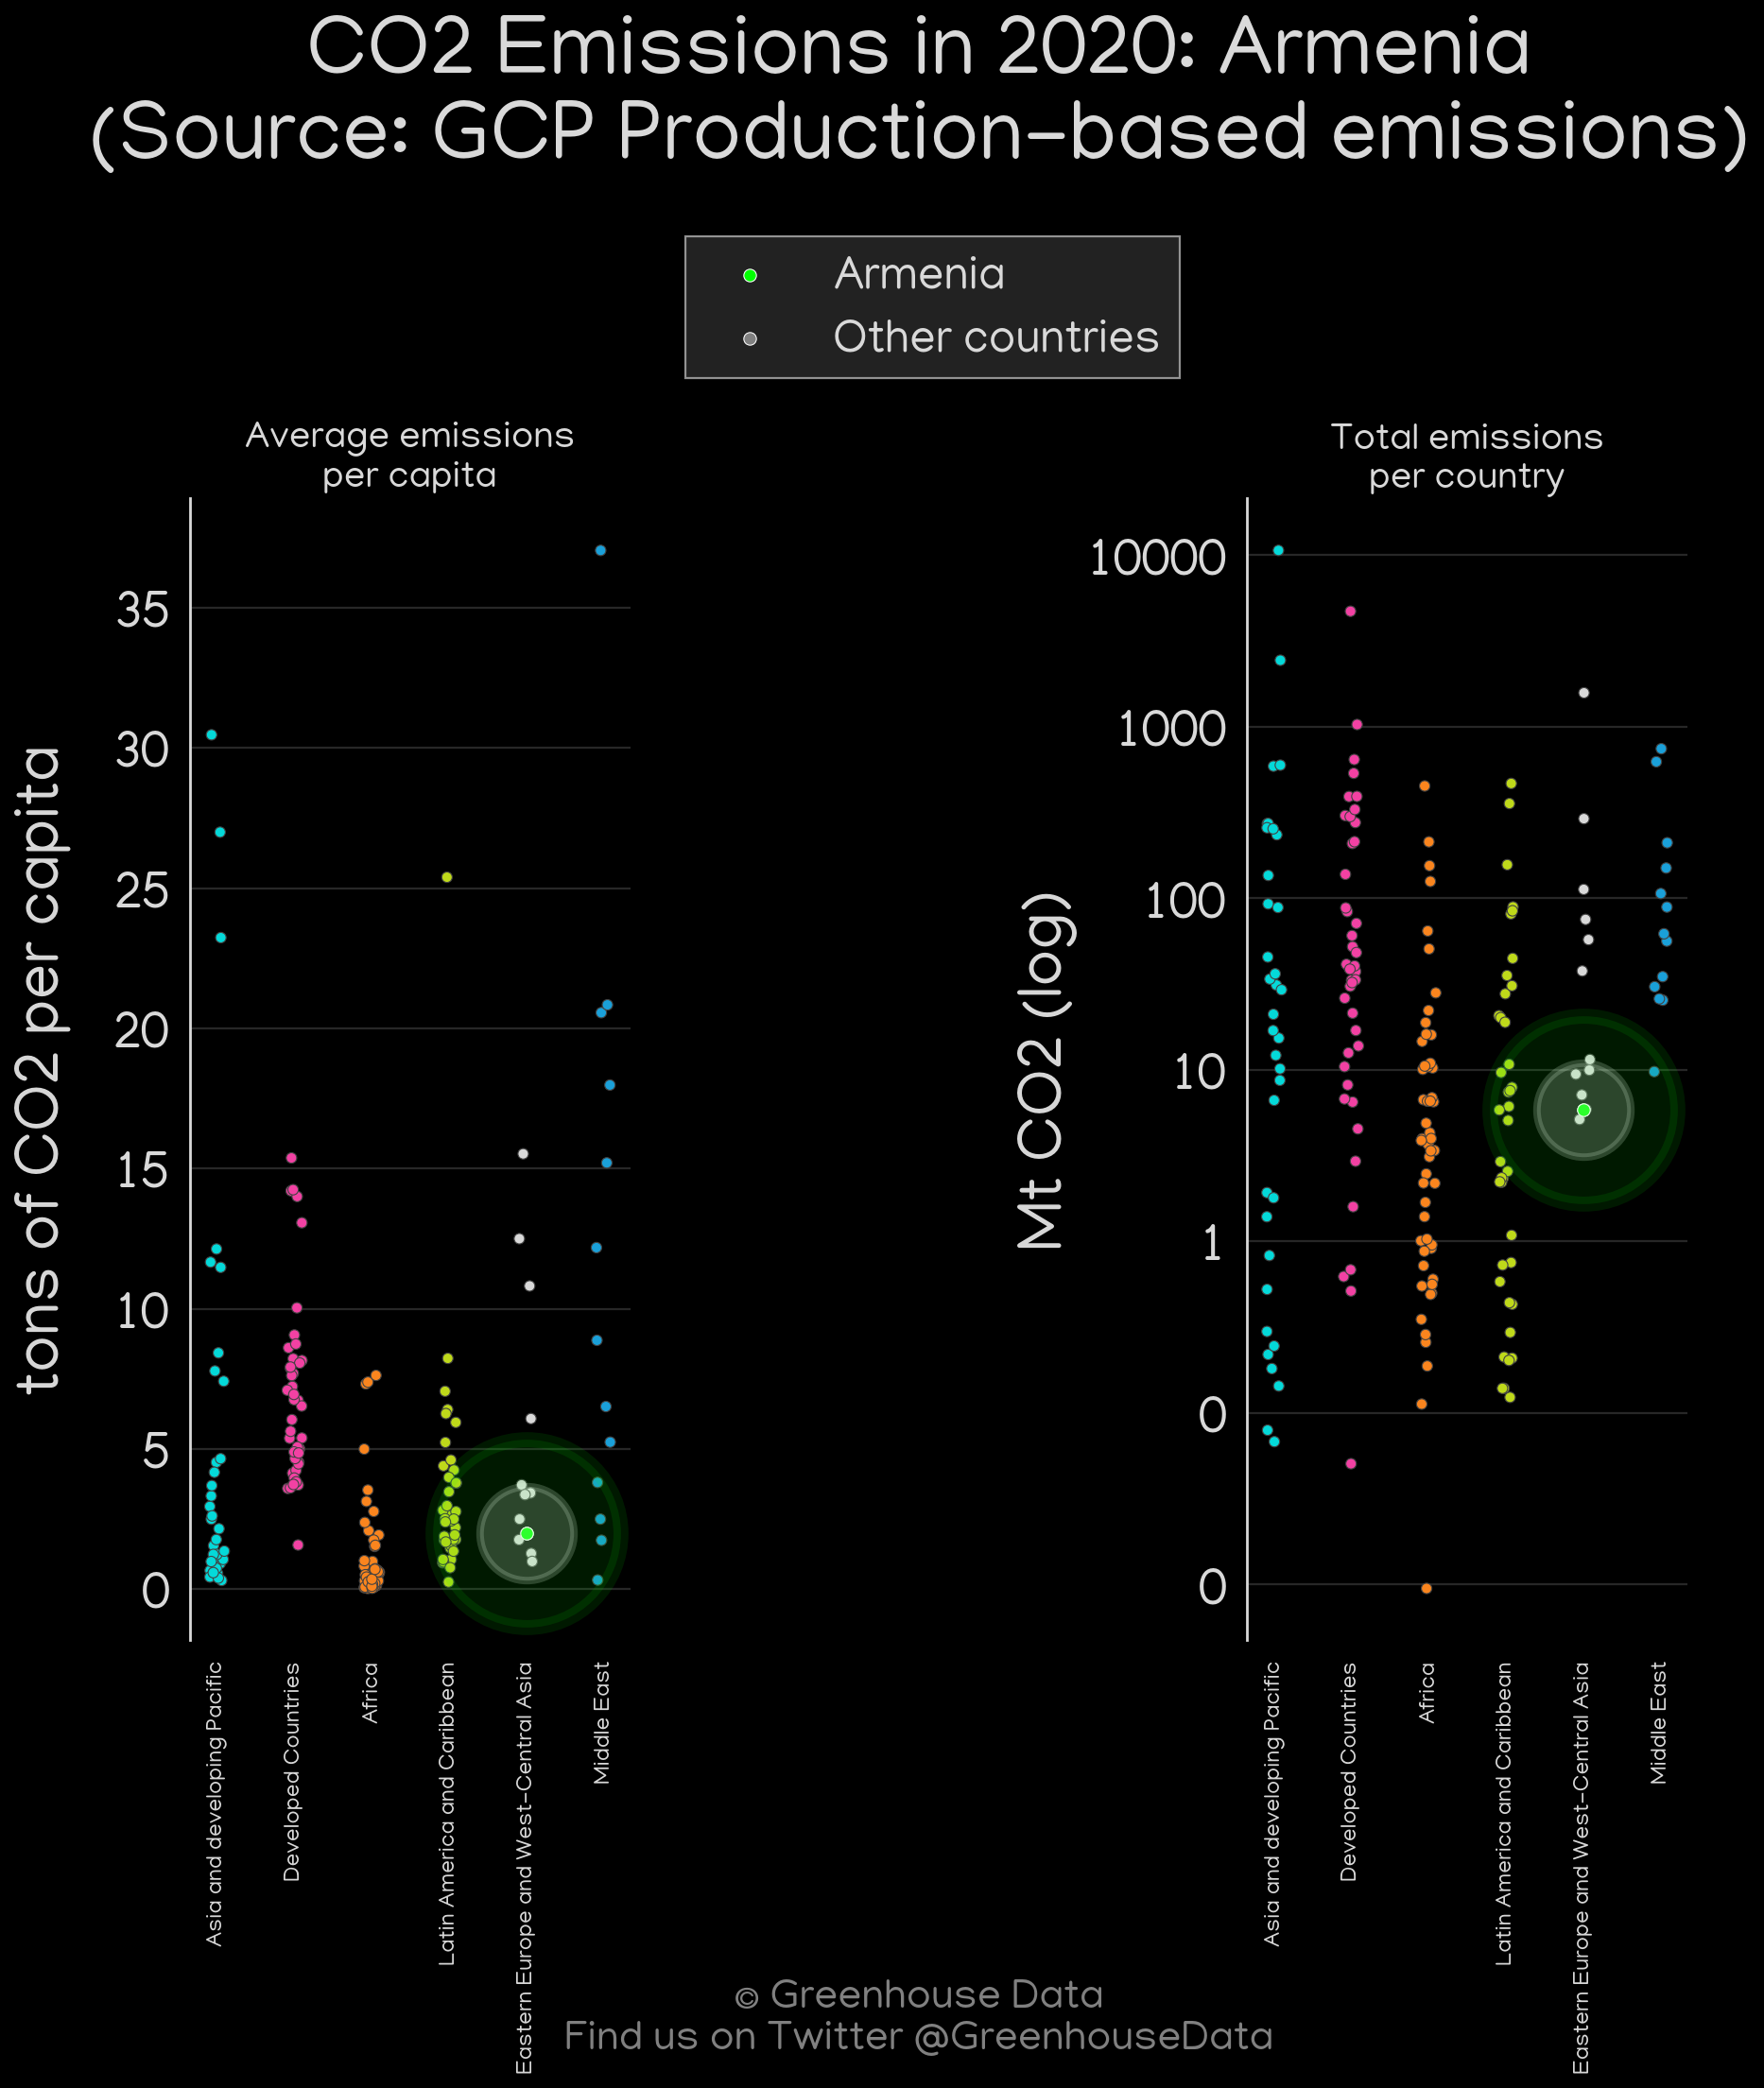 CO2 Emissions in 2020: Armenia
(Source: GCP Production-based emissions)
Armenia
Other countries
Average emissions
per capita
tons of CO2 per capita
35
30
25
20
15
10
5
0
Asia and developing Pacific
Developed Countries
Africa
Latin America and Caribbean
Eastern Europe and West-Central Asia
Middle East
Total emissions
per country
Mt CO2 (log)
10000
1000
100
10
1
0
0
Asia and developing Pacific
Developed Countries
Africa
Latin America and Caribbean
Eastern Europe and West-Central Asia
Middle East
© Greenhouse Data
Find us on Twitter @GreenhouseData